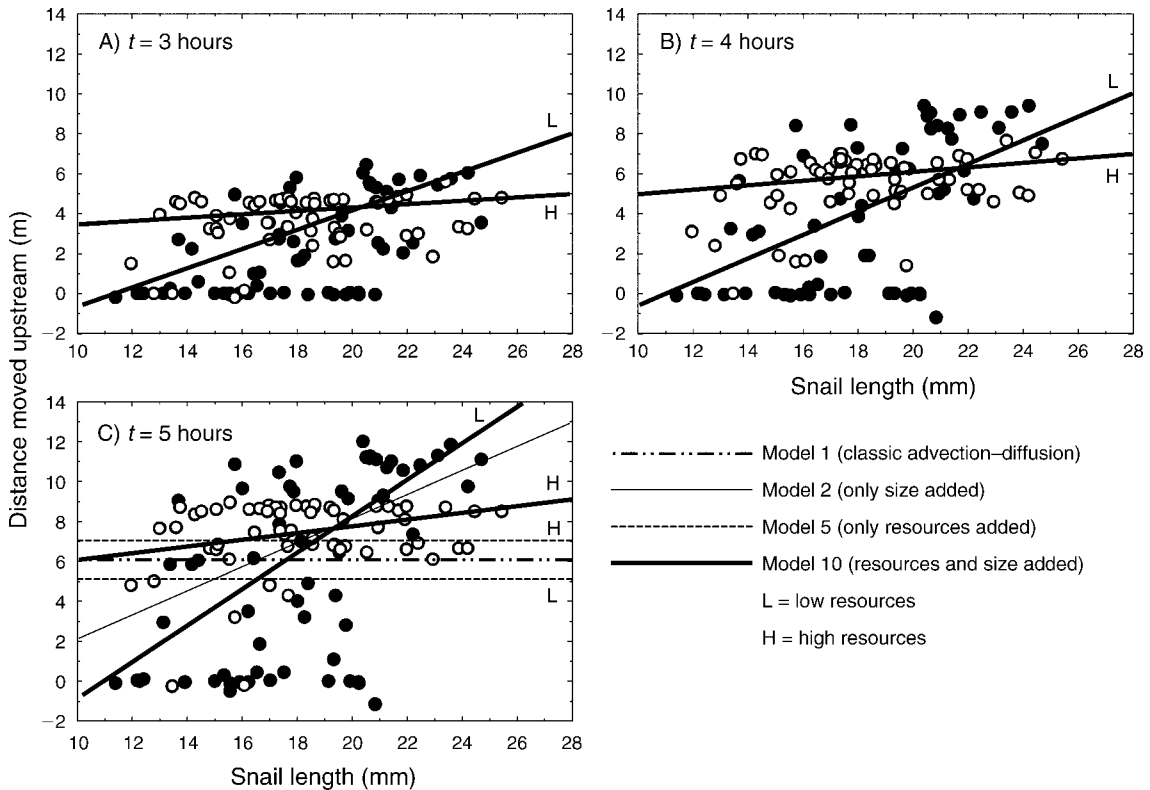 14
12
10
8
6
4
2
0
−2
A) t = 3 hours
L
H
10 12 14 16 18 20 22 24 26 28
14
12
10
8
6
4
2
0
−2
B) t = 4 hours
L
H
10 12 14 16 18 20 22 24 26 28
Snail length (mm)
Distance moved upstream (m)
14
12
10
8
6
4
2
0
−2
C) t = 5 hours
L
H
H
L
10 12 14 16 18 20 22 24 26 28
Snail length (mm)
Model 1 (classic advection–diffusion)
Model 2 (only size added)
Model 5 (only resources added)
Model 10 (resources and size added)
L = low resources
H = high resources